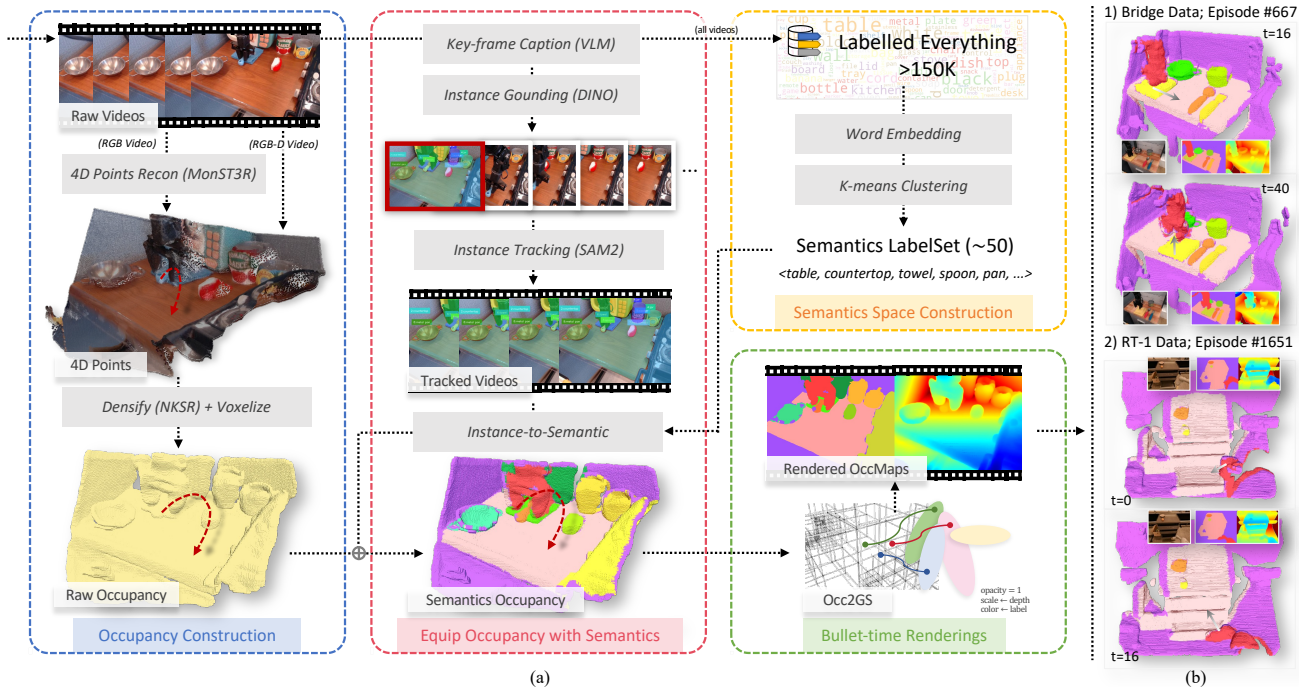 Raw Videos
(RGB Video)
(RGB-D Video)
4D Points Recon (MonST3R)
4D Points
Densify (NKSR) + Voxelize
Raw Occupancy
Occupancy Construction
Key-frame Caption (VLM)
Instance Gounding (DINO)
...
Instance Tracking (SAM2)
Tracked Videos
Instance-to-Semantic
Semantics Occupancy
Equip Occupancy with Semantics
(all videos)
Labelled Everything
>150K
Word Embedding
K-means Clustering
Semantics LabelSet (~50)
<table, countertop, towel, spoon, pan, ...>
Semantics Space Construction
Rendered OccMaps
Occ2GS
opacity = 1
scale ← depth
color ← label
Bullet-time Renderings
(a)
1) Bridge Data; Episode #667
t=16
t=40
2) RT-1 Data; Episode #1651
t=0
t=16
(b)